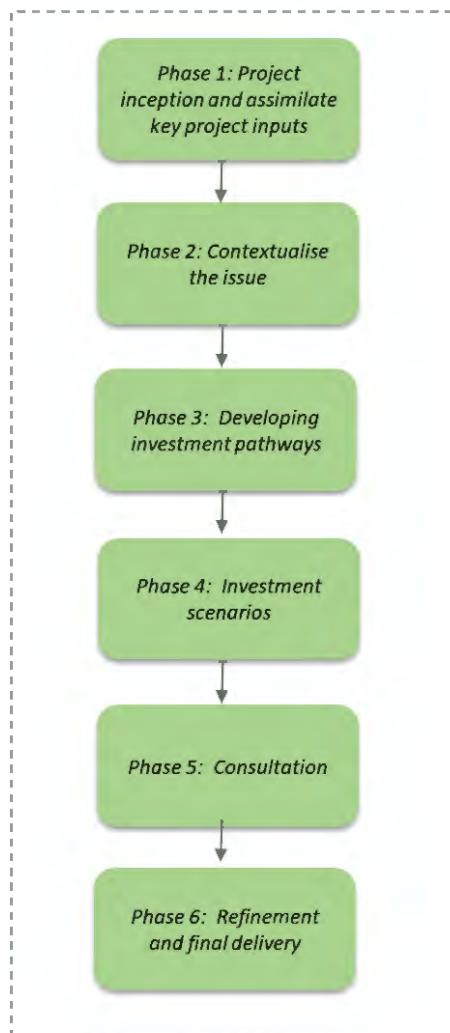 Phase 1: Project
inception and assimilate
key project inputs
Phase 2: Contextualise
the issue
Phase 3: Developing
investment pathways
Phase 4: Investment
scenarios
Phase 5: Consultation
Phase 6: Refinement
and final delivery